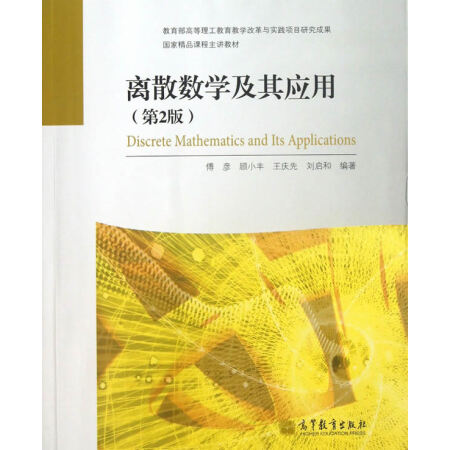 教育部高等理工教育教学改革与实践项目研究成果
国家精品课程主讲教材
离散数学及其应用
(第2版)
Discrete Mathematics and Its Applications
傅 彦 顾小丰 王庆先 刘启和 编著
高等教育出版社